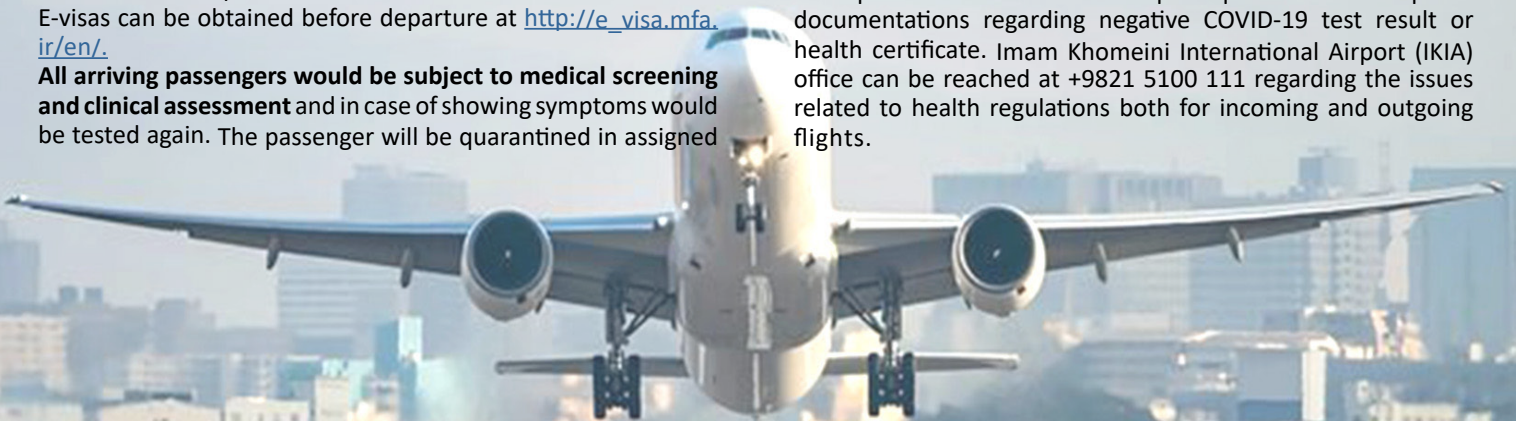 E-visas can be obtained before departure at http://e_visa.mfa.
ir/en/.
All arriving passengers would be subject to medical screening
and clinical assessment and in case of showing symptoms would
be tested again. The passenger will be quarantined in assigned
documentations regarding negative COVID-19 test result or
health certificate. Imam Khomeini International Airport (IKIA)
office can be reached at +9821 5100 111 regarding the issues
related to health regulations both for incoming and outgoing
flights.